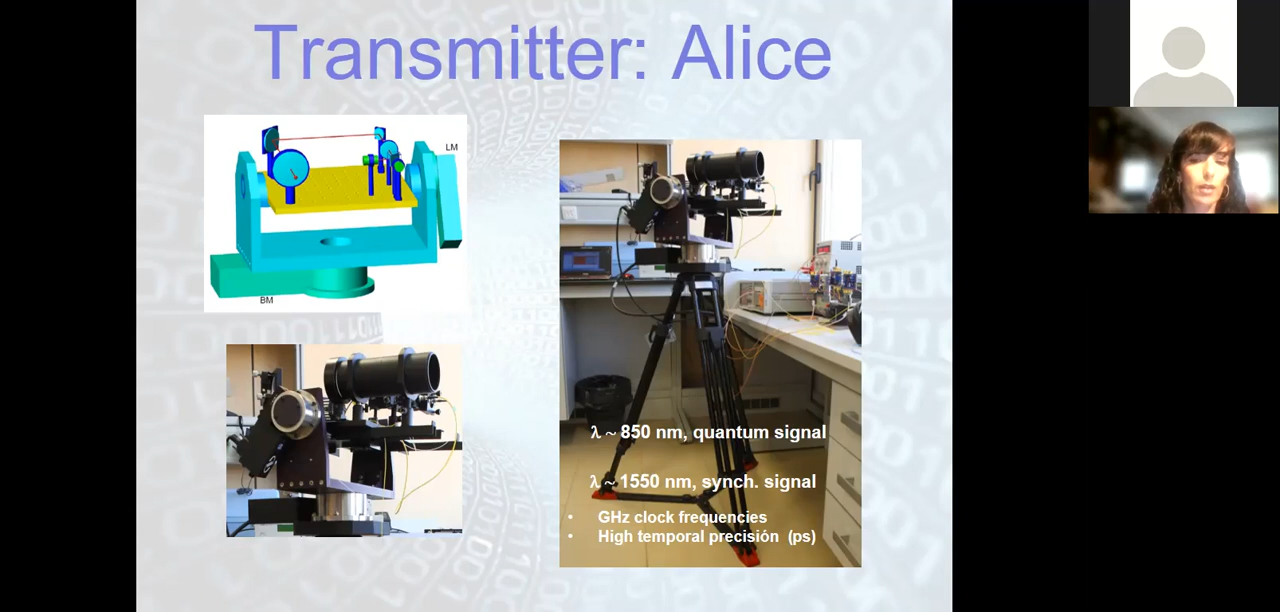 Transmitter: Alice
LM
BM
λ ~ 850 nm, quantum signal
λ ~ 1550 nm, synch. signal
• GHz clock frequencies
• High temporal precisión (ps)